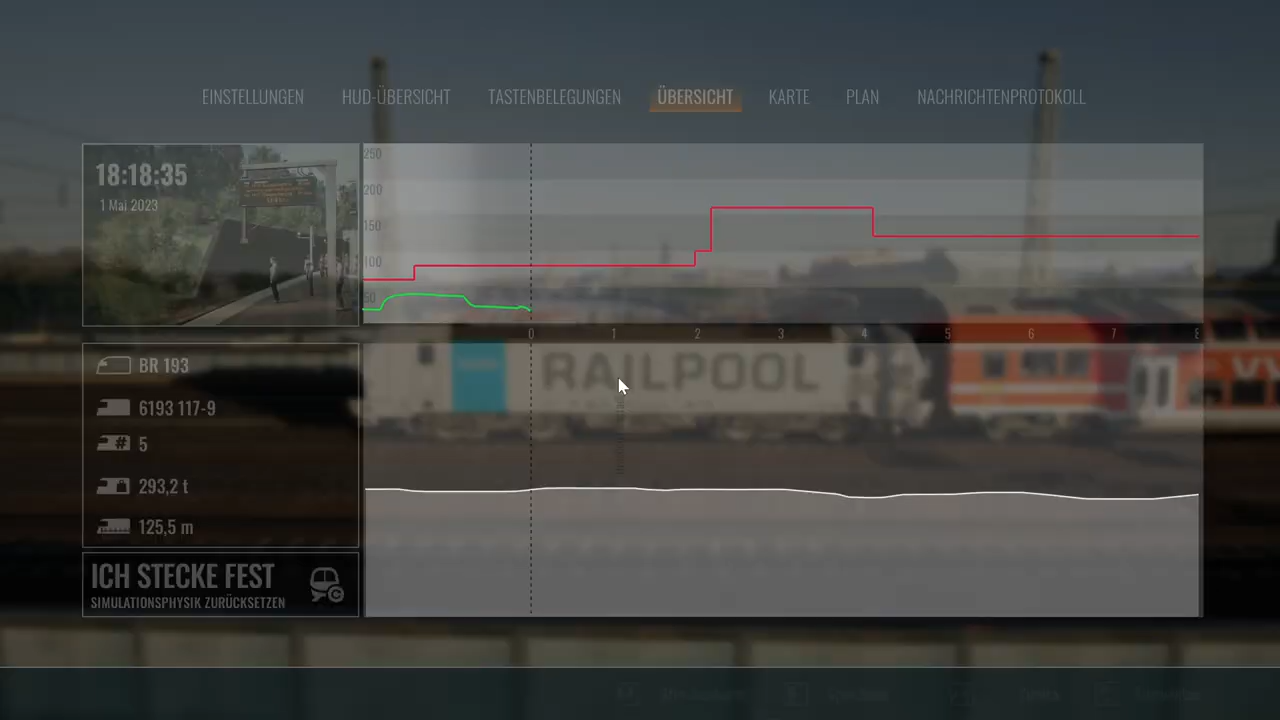 EINSTELLUNGEN HUD-ÜBERSICHT TASTENBELEGUNGEN ÜBERSICHT KARTE PLAN NACHRICHTENPROTOKOLL
18:18:35
1 Mai 2023
250
200
150
100
50
0 1 2 3 4 5 6 7 8
BR 193
6193 117-9
5
293,2 t
125,5 m
RAILPOOL
ICH STECKE FEST
SIMULATIONSPHYSIK ZURÜCKSETZEN